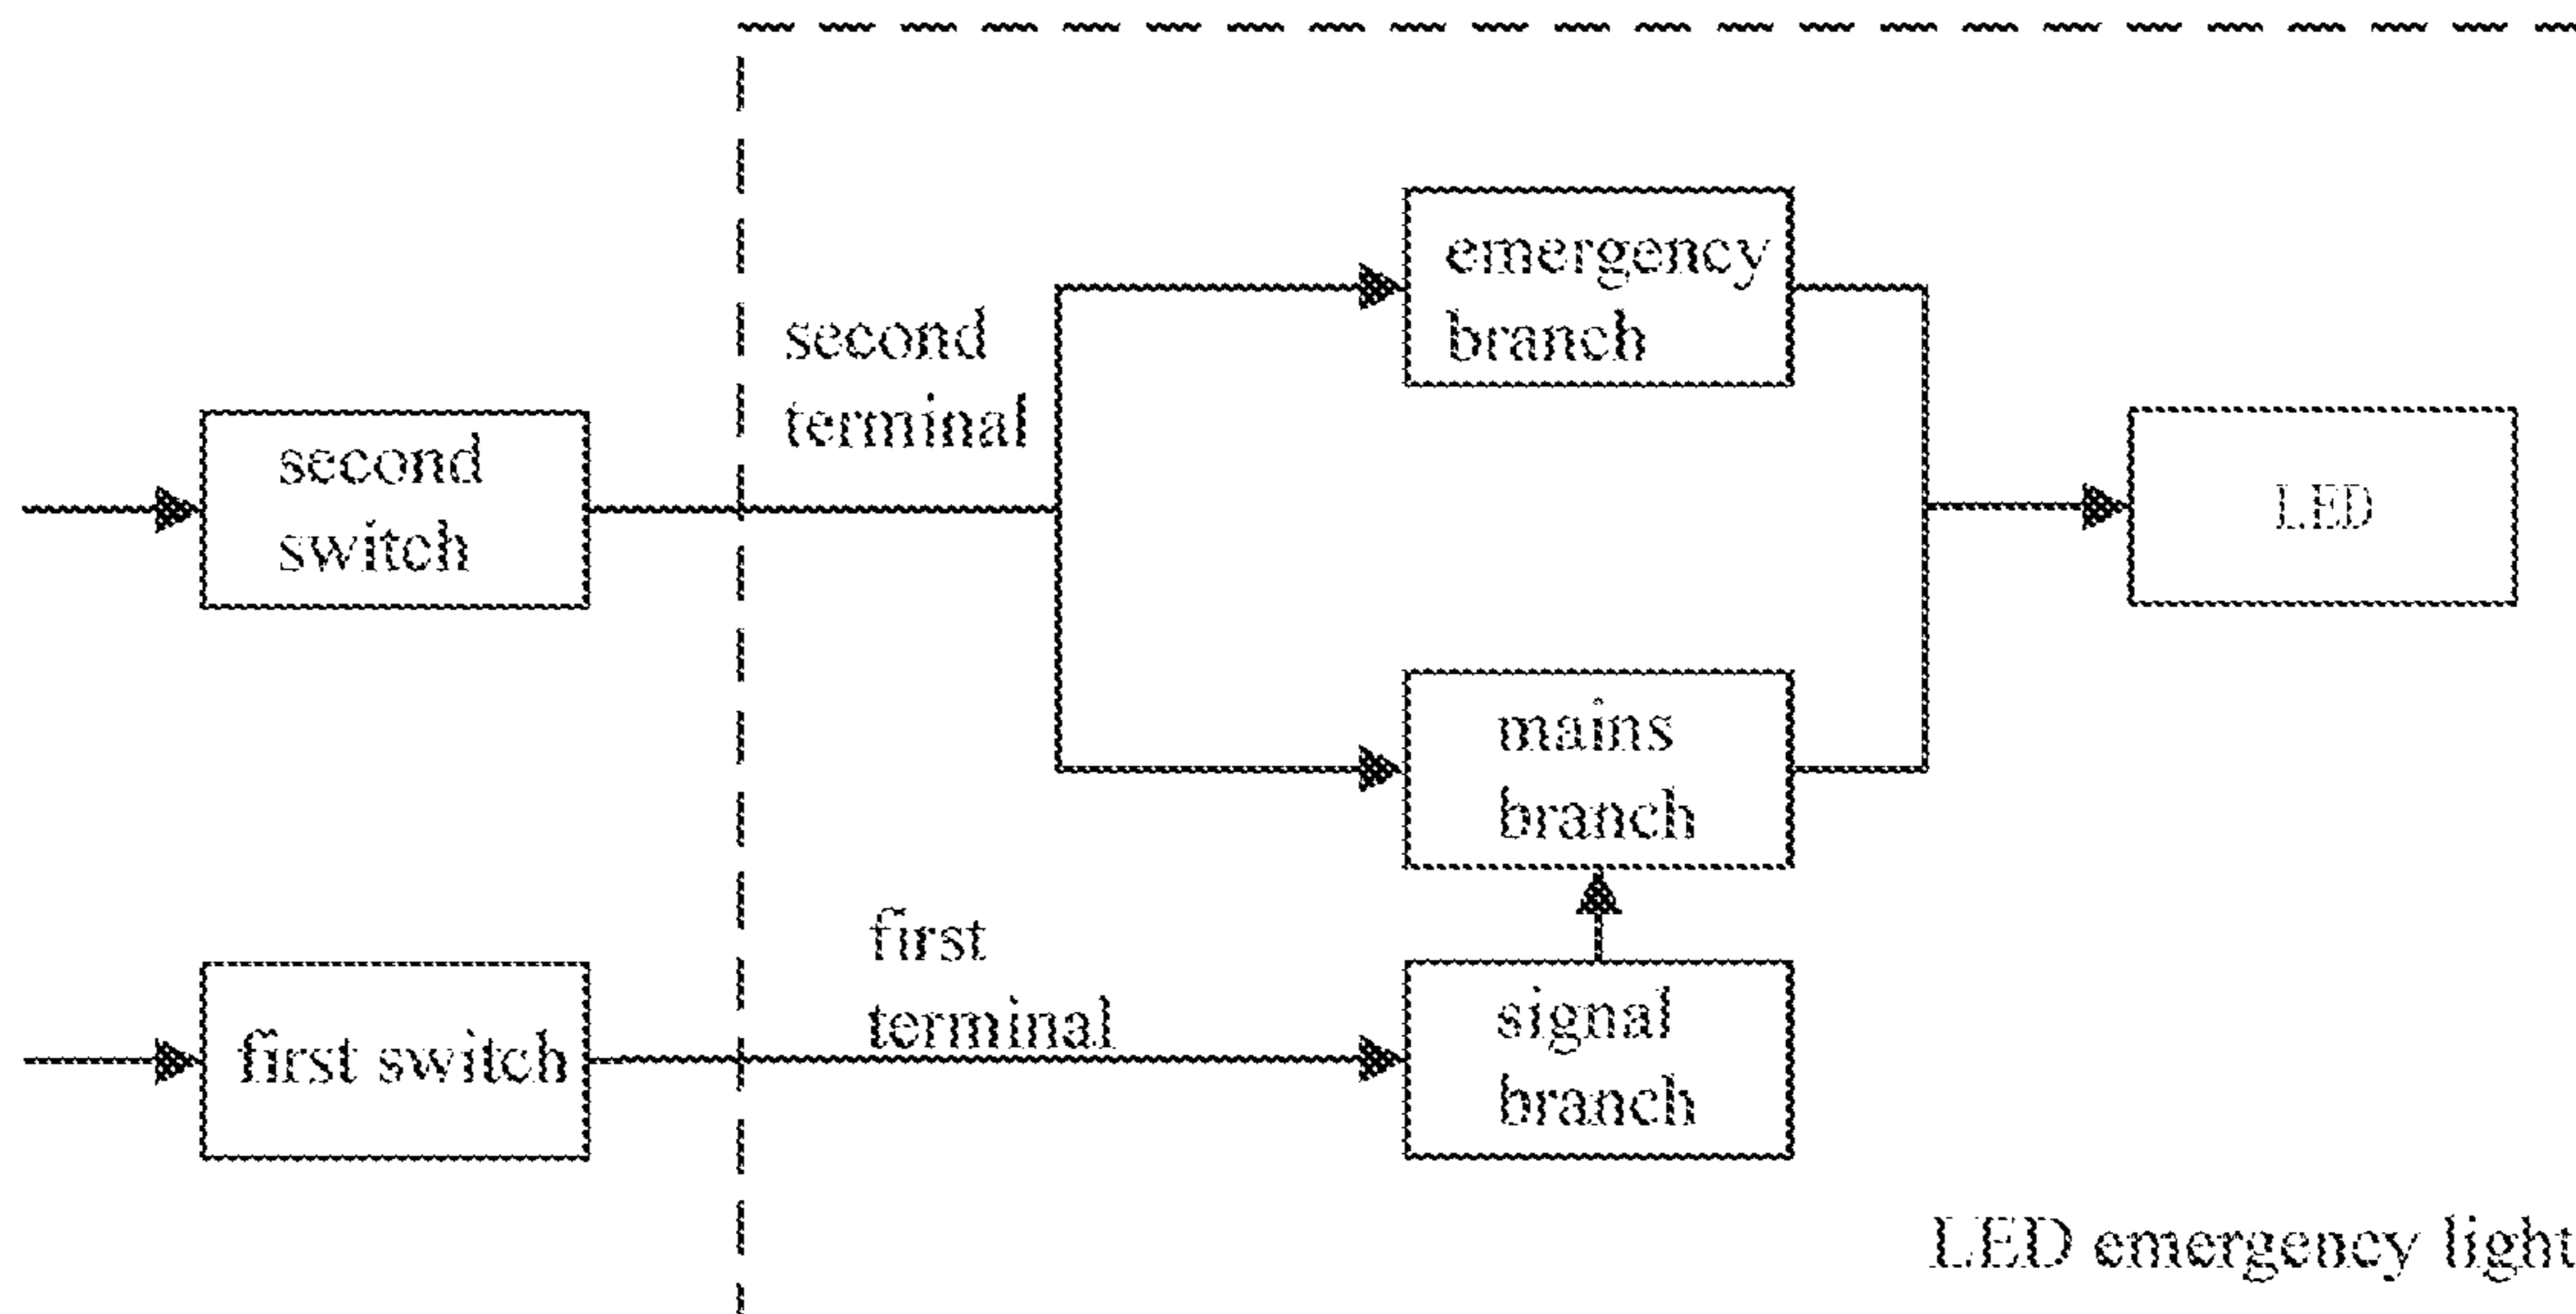 second
terminal
emergency
branch
second
switch
LED
mains
branch
first
terminal
first switch
signal
branch
LED emergency light